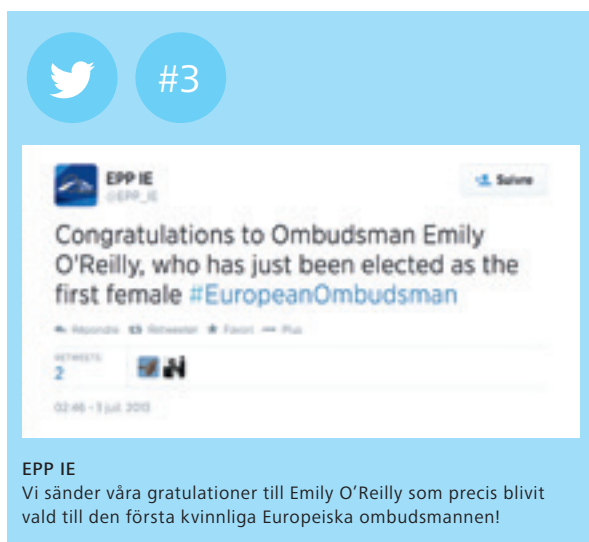 #3
EPP IE
@EPP_IE
Suivre
Congratulations to Ombudsman Emily
O'Reilly, who has just been elected as the
first female #EuropeanOmbudsman
Répondre Retweeter Favori Plus
RETWEETS
2
02:46 - 3 juil. 2013
EPP IE
Vi sänder våra gratulationer till Emily O’Reilly som precis blivit
vald till den första kvinnliga Europeiska ombudsmannen!